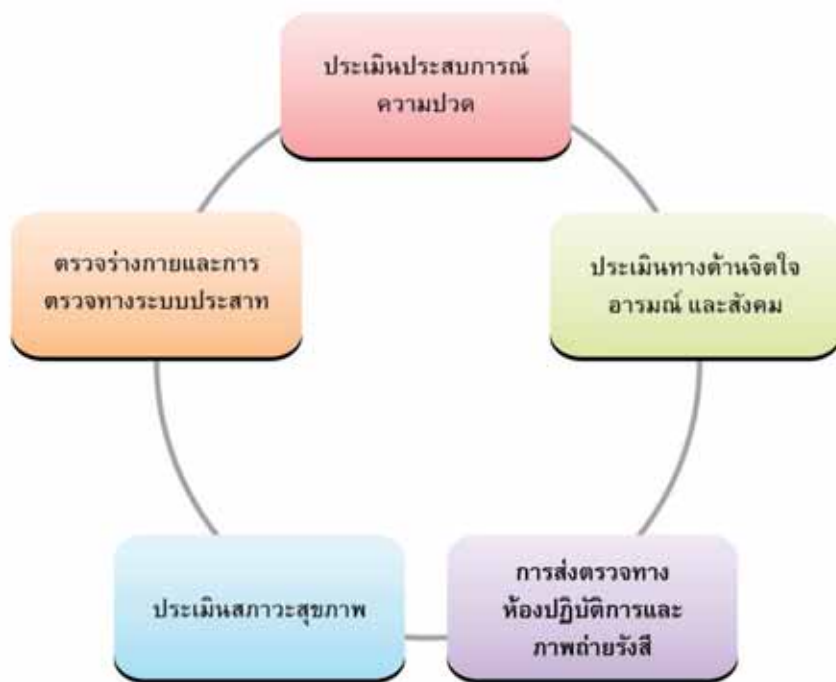 ประเมินประสบการณ์
ความปวด
ตรวจร่างกายและการ
ตรวจทางระบบประสาท
ประเมินทางด้านจิตใจ
อารมณ์ และสังคม
ประเมินสภาวะสุขภาพ
การส่งตรวจทาง
ห้องปฏิบัติการและ
ภาพถ่ายรังสี